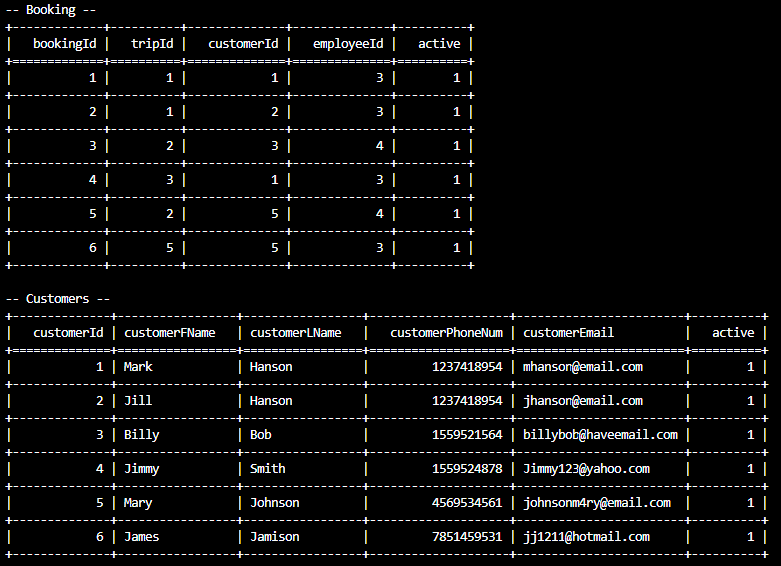 -- Booking --
+-------------+----------+--------------+--------------+----------+
|   bookingId |   tripId |   customerId |   employeeId |   active |
+=============+==========+==============+==============+==========+
|           1 |        1 |            1 |            3 |        1 |
+-------------+----------+--------------+--------------+----------+
|           2 |        1 |            2 |            3 |        1 |
+-------------+----------+--------------+--------------+----------+
|           3 |        2 |            3 |            4 |        1 |
+-------------+----------+--------------+--------------+----------+
|           4 |        3 |            1 |            3 |        1 |
+-------------+----------+--------------+--------------+----------+
|           5 |        2 |            5 |            4 |        1 |
+-------------+----------+--------------+--------------+----------+
|           6 |        5 |            5 |            3 |        1 |
+-------------+----------+--------------+--------------+----------+
-- Customers --
+--------------+-----------------+-----------------+--------------------+------------------------+----------+
|   customerId | customerFName   | customerLName   |   customerPhoneNum | customerEmail          |   active |
+==============+=================+=================+====================+========================+==========+
|            1 | Mark            | Hanson          |         1237418954 | mhanson@email.com      |        1 |
+--------------+-----------------+-----------------+--------------------+------------------------+----------+
|            2 | Jill            | Hanson          |         1237418954 | jhanson@email.com      |        1 |
+--------------+-----------------+-----------------+--------------------+------------------------+----------+
|            3 | Billy           | Bob             |         1559521564 | billybob@haveemail.com |        1 |
+--------------+-----------------+-----------------+--------------------+------------------------+----------+
|            4 | Jimmy           | Smith           |         1559524878 | Jimmy123@yahoo.com     |        1 |
+--------------+-----------------+-----------------+--------------------+------------------------+----------+
|            5 | Mary            | Johnson         |         4569534561 | johnsonm4ry@email.com  |        1 |
+--------------+-----------------+-----------------+--------------------+------------------------+----------+
|            6 | James           | Jamison         |         7851459531 | jj1211@hotmail.com     |        1 |
+--------------+-----------------+-----------------+--------------------+------------------------+----------+